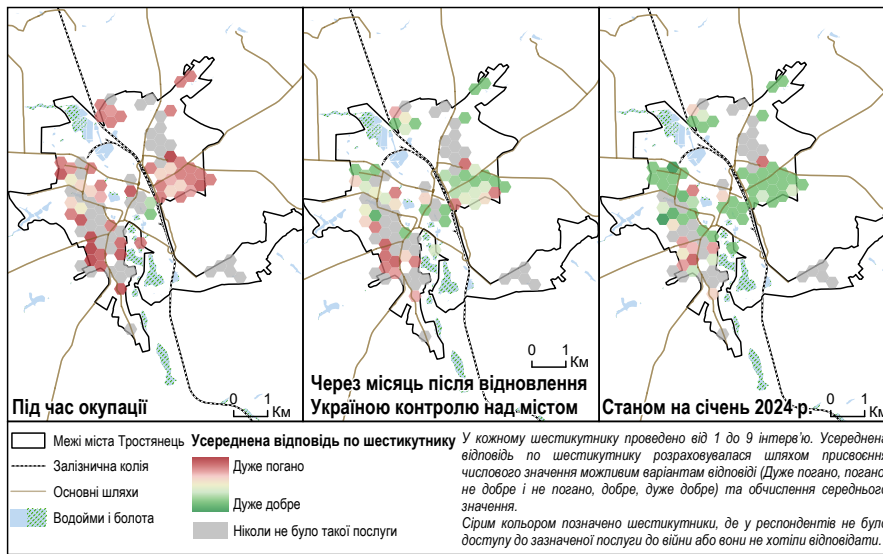 0 1
Км
Під час окупації
0 1
Км
Через місяць після відновлення
Україною контролю над містом
0 1
Км
Станом на січень 2024 р.
Межі міста Тростянець
Залізнична колія
Основні шляхи
Водойми і болота
Усереднена відповідь по шестикутнику
Дуже погано
Дуже добре
Ніколи не було такої послуги
У кожному шестикутнику проведено від 1 до 9 інтерв'ю. Усереднена
відповідь по шестикутнику розраховувалася шляхом присвоєння
числового значення можливим варіантам відповіді (Дуже погано, погано,
не добре і не погано, добре, дуже добре) та обчислення середнього
значення.
Сірим кольором позначено шестикутники, де у респондентів не було
доступу до зазначеної послуги до війни або вони не хотіли відповідати.